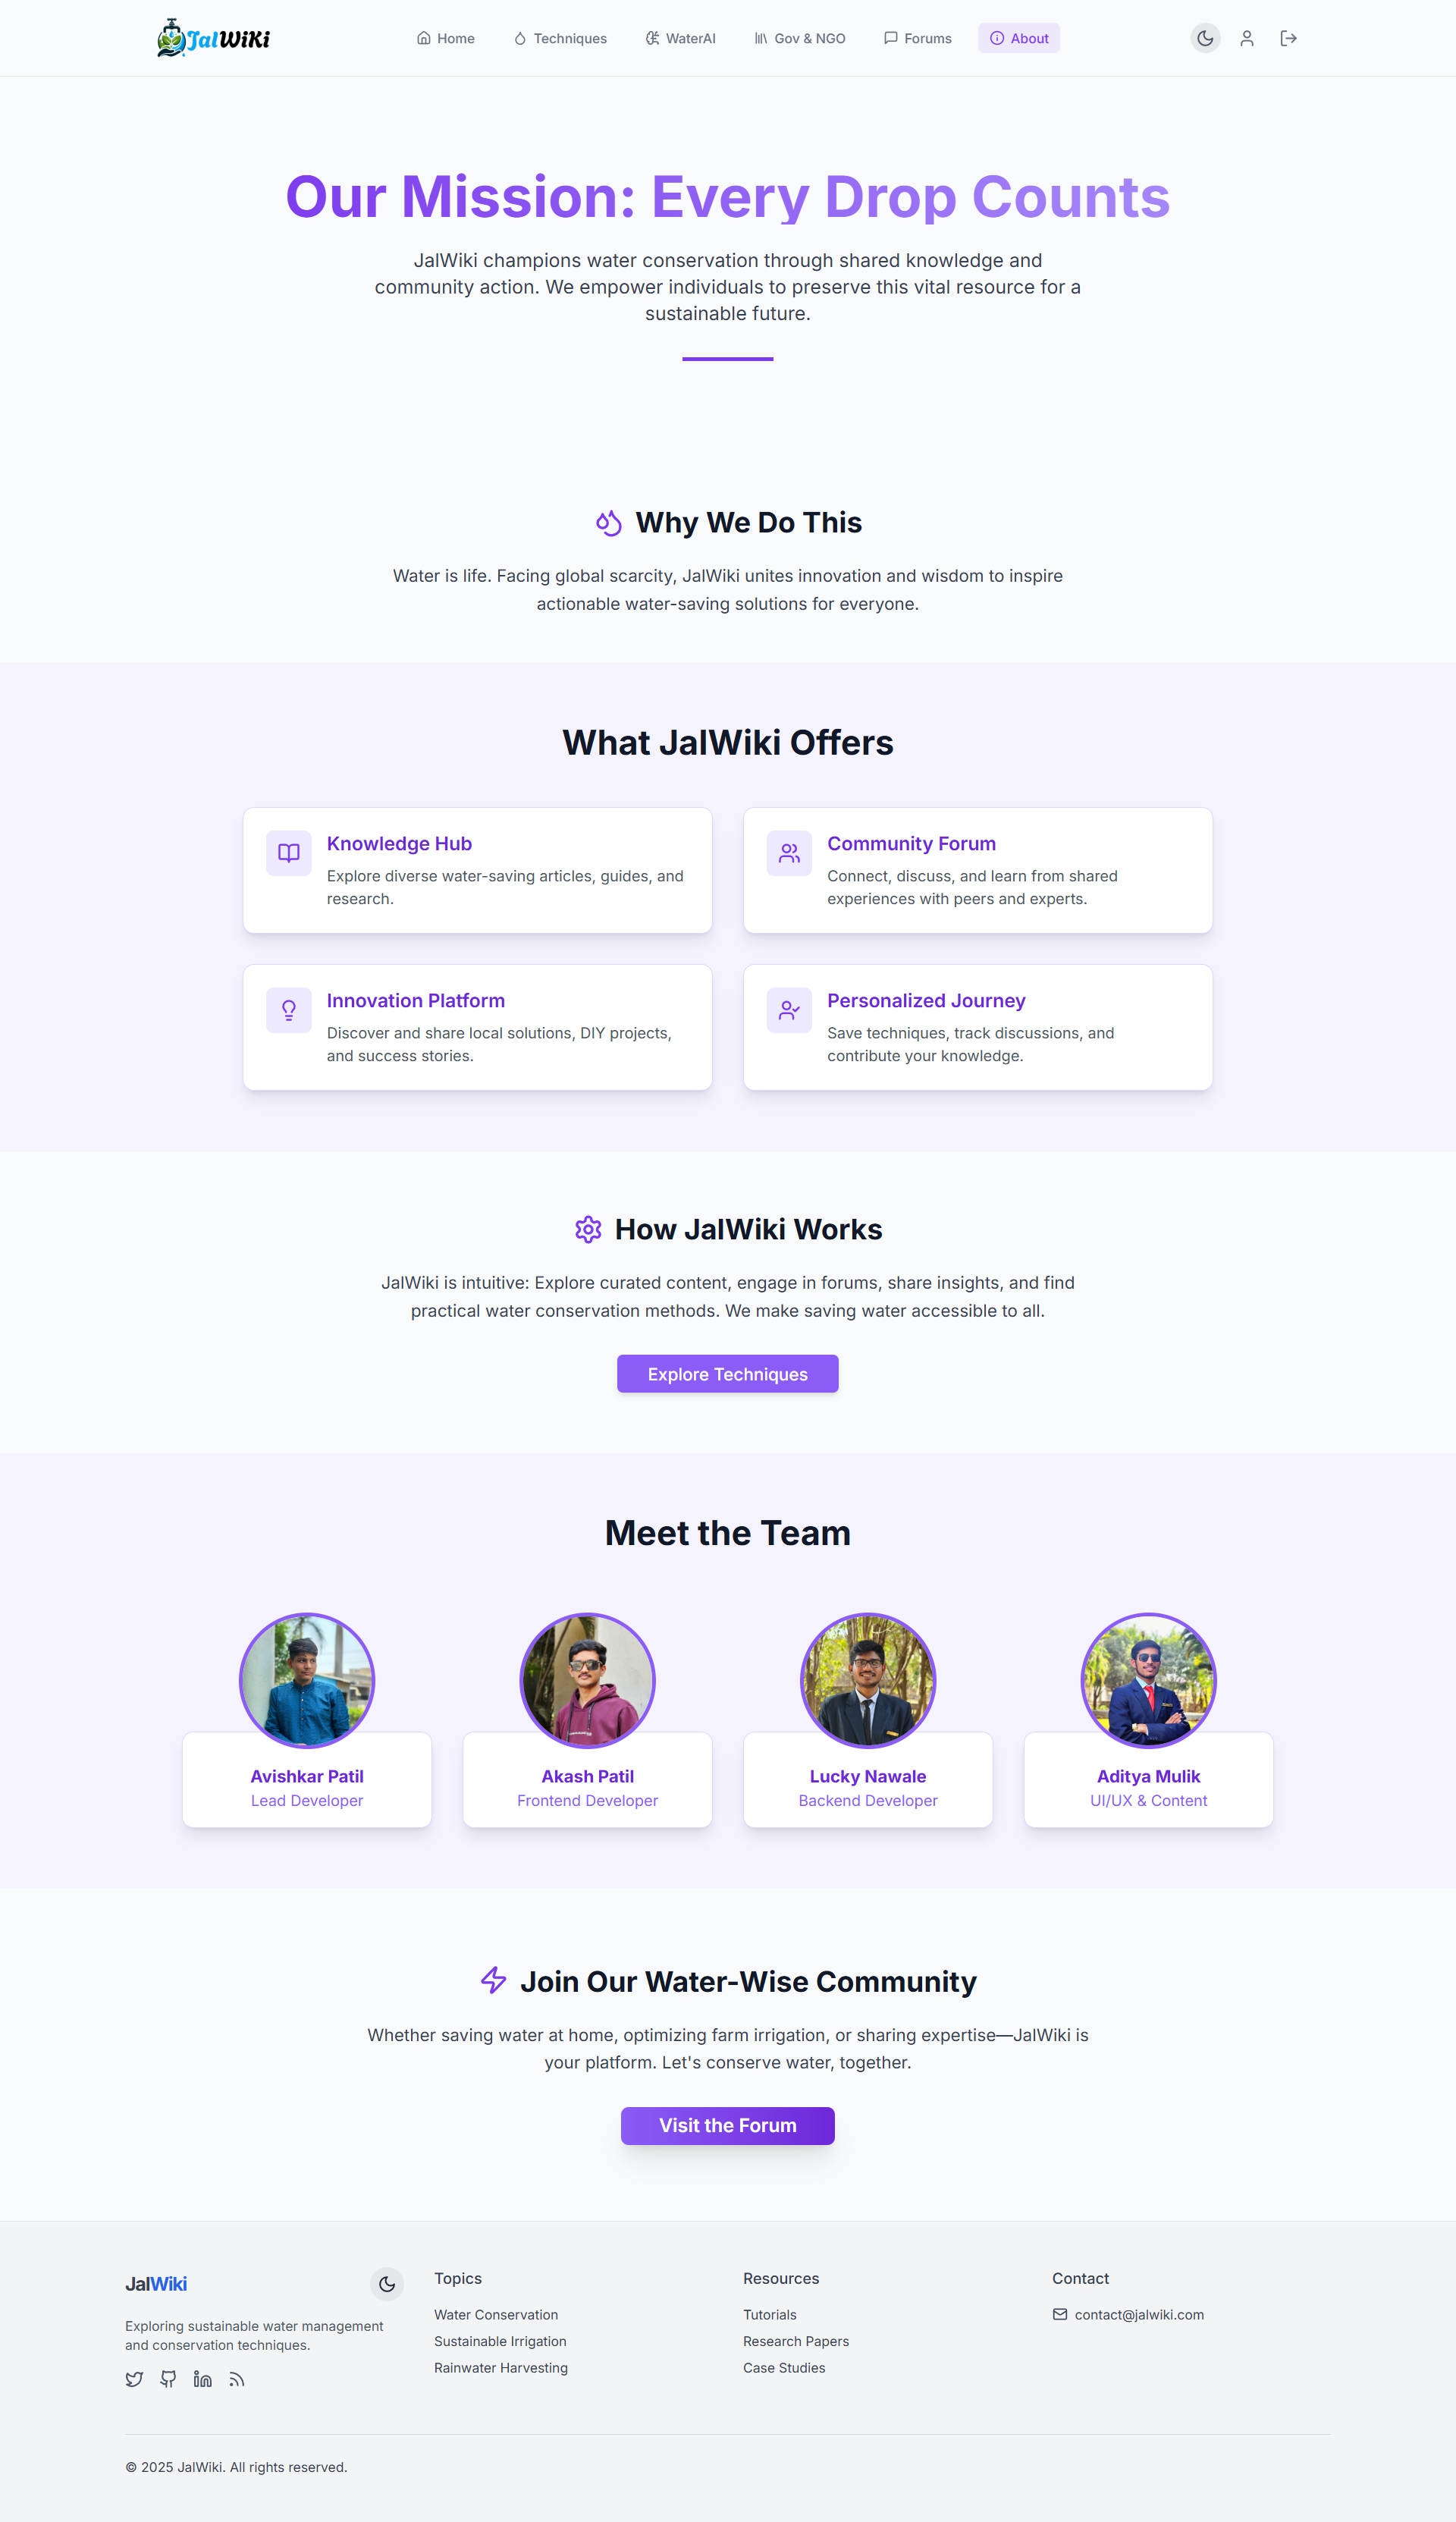 JalWiKi
Home
Techniques
WaterAI
Gov & NGO
Forums
About
Our Mission: Every Drop Counts
JalWiki champions water conservation through shared knowledge and
community action. We empower individuals to preserve this vital resource for a
sustainable future.
Why We Do This
Water is life. Facing global scarcity, JalWiki unites innovation and wisdom to inspire
actionable water-saving solutions for everyone.
What JalWiki Offers
Knowledge Hub
Explore diverse water-saving articles, guides, and
research.
Community Forum
Connect, discuss, and learn from shared
experiences with peers and experts.
Innovation Platform
Discover and share local solutions, DIY projects,
and success stories.
Personalized Journey
Save techniques, track discussions, and
contribute your knowledge.
How JalWiki Works
JalWiki is intuitive: Explore curated content, engage in forums, share insights, and find
practical water conservation methods. We make saving water accessible to all.
Explore Techniques
Meet the Team
Avishkar Patil
Lead Developer
Akash Patil
Frontend Developer
Lucky Nawale
Backend Developer
Aditya Mulik
UI/UX & Content
Join Our Water-Wise Community
Whether saving water at home, optimizing farm irrigation, or sharing expertise—JalWiki is
your platform. Let's conserve water, together.
Visit the Forum
JalWiki
Exploring sustainable water management
and conservation techniques.
Topics
Water Conservation
Sustainable Irrigation
Rainwater Harvesting
Resources
Tutorials
Research Papers
Case Studies
Contact
contact@jalwiki.com
© 2025 JalWiki. All rights reserved.